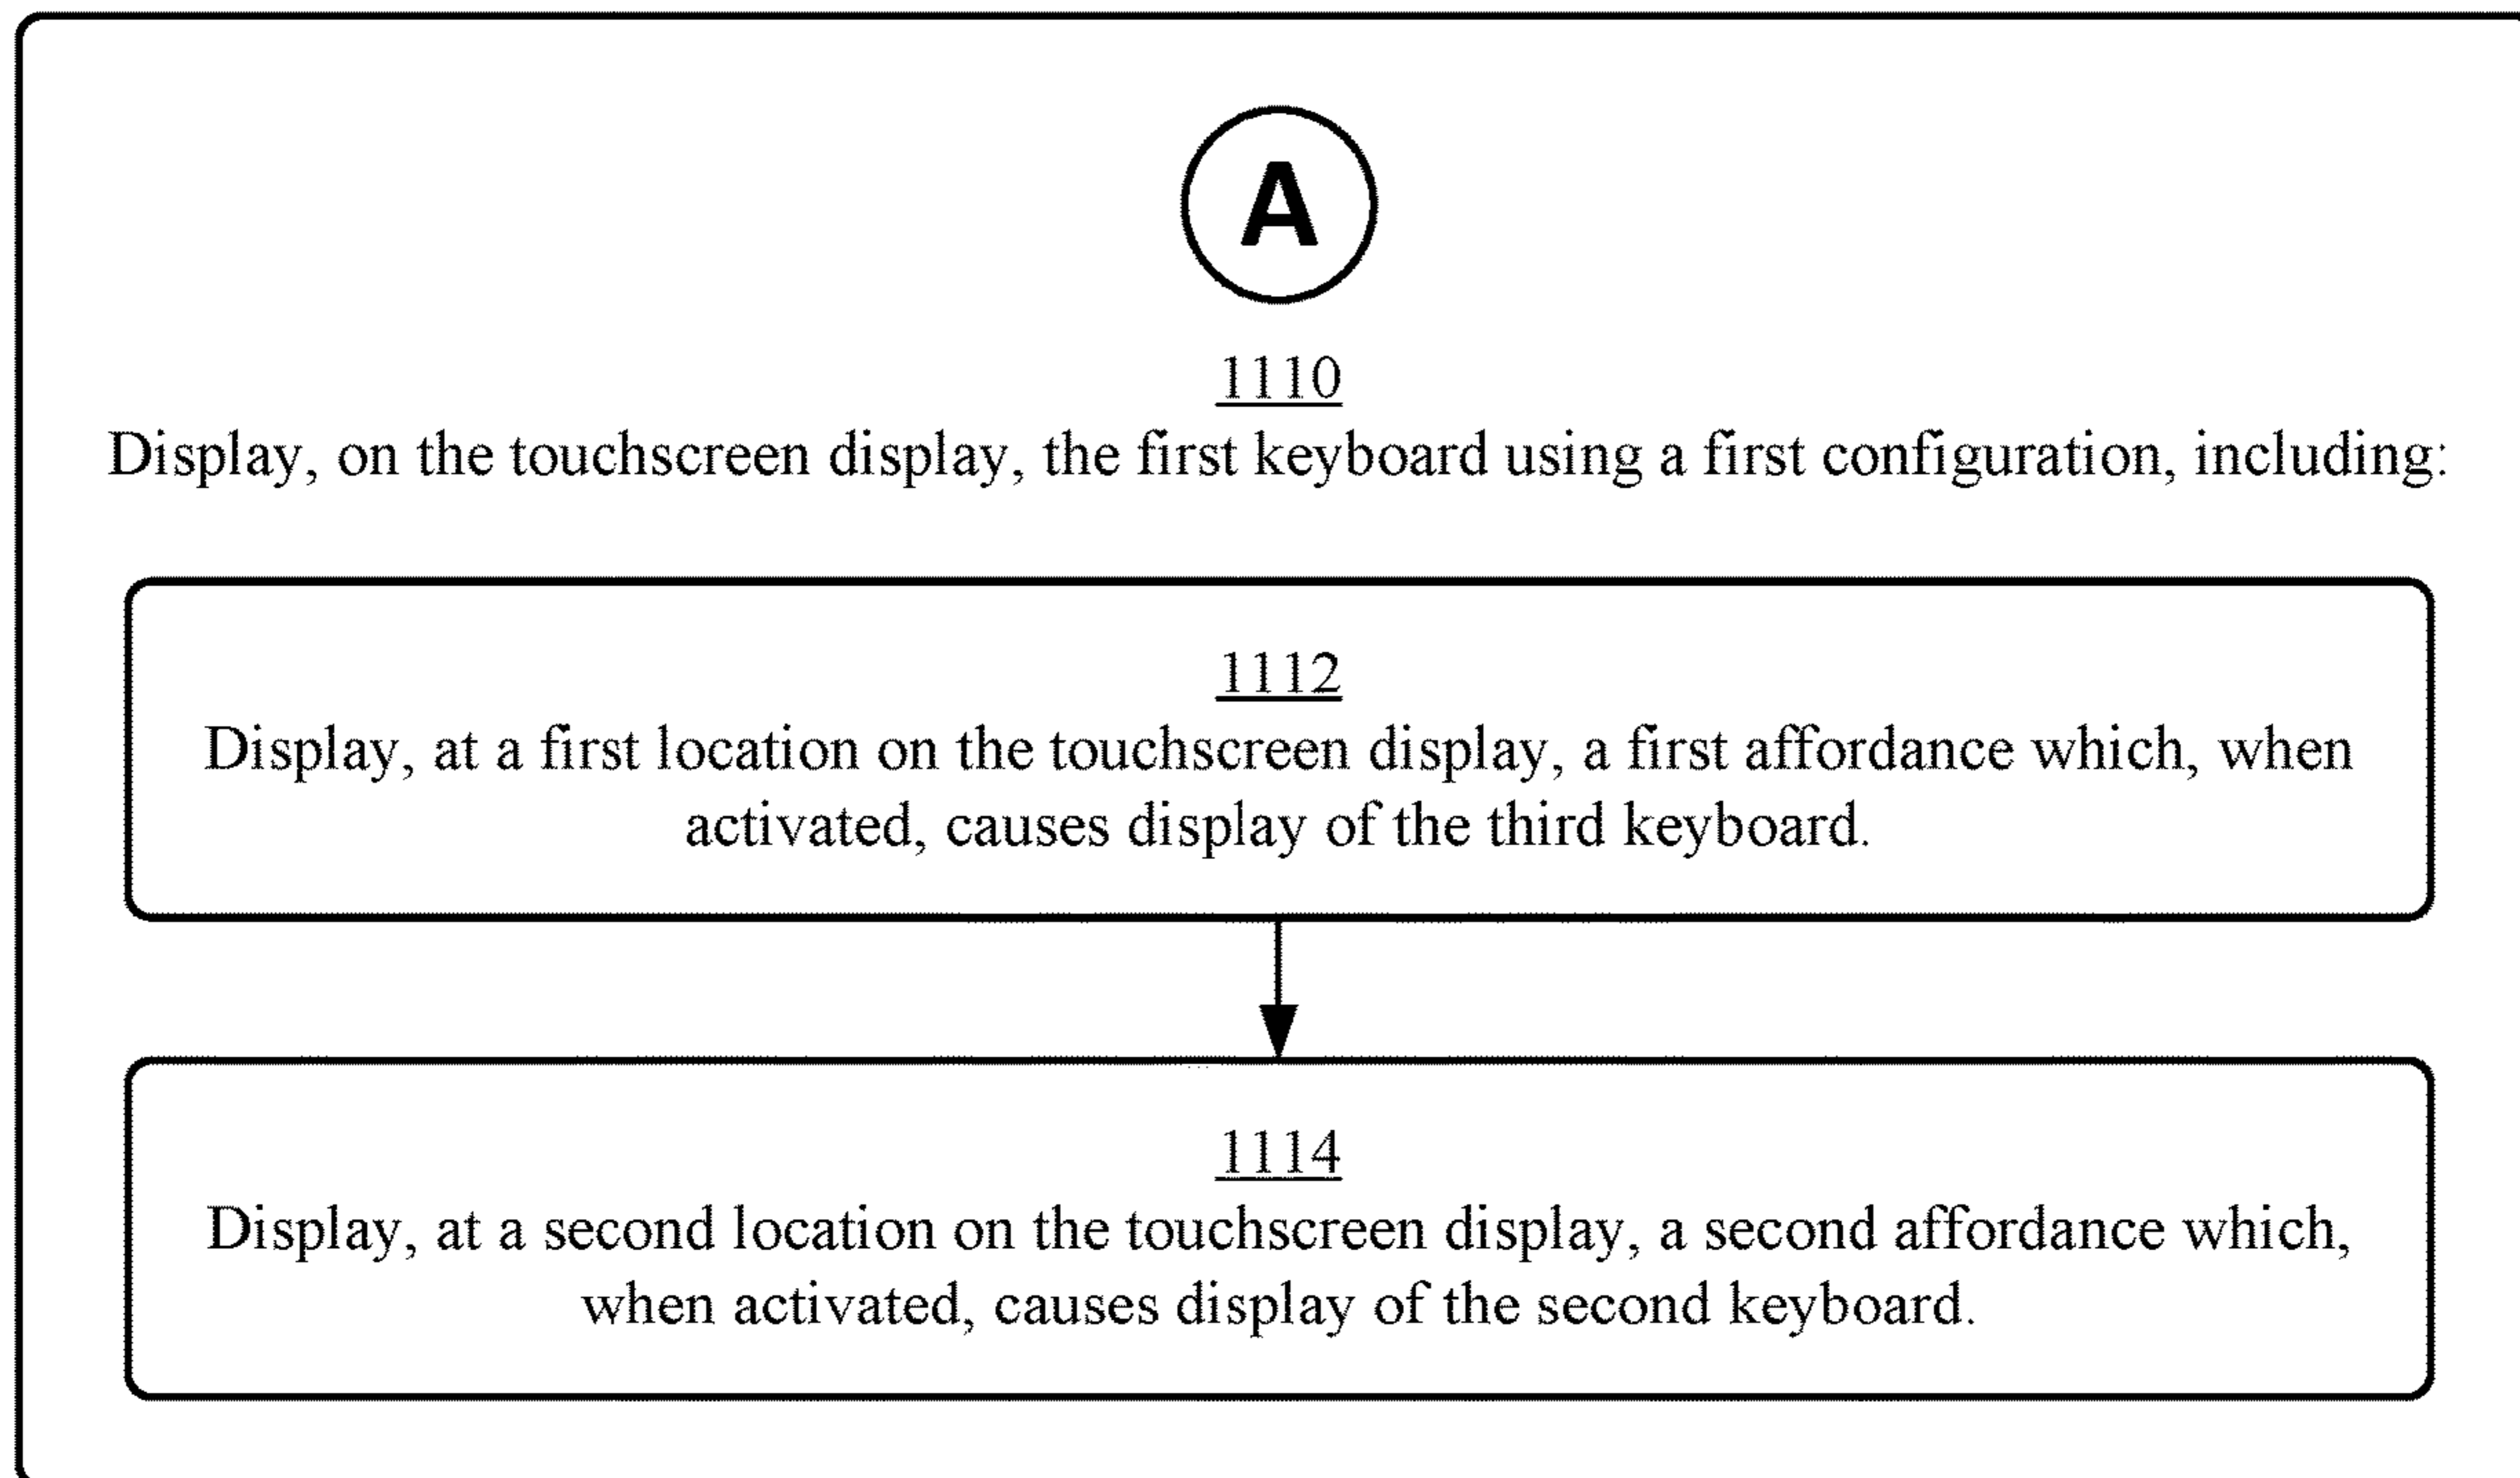 A
1110
Display, on the touchscreen display, the first keyboard using a first configuration, including:
1112
Display, at a first location on the touchscreen display, a first affordance which, when
activated, causes display of the third keyboard.
1114
Display, at a second location on the touchscreen display, a second affordance which,
when activated, causes display of the second keyboard.